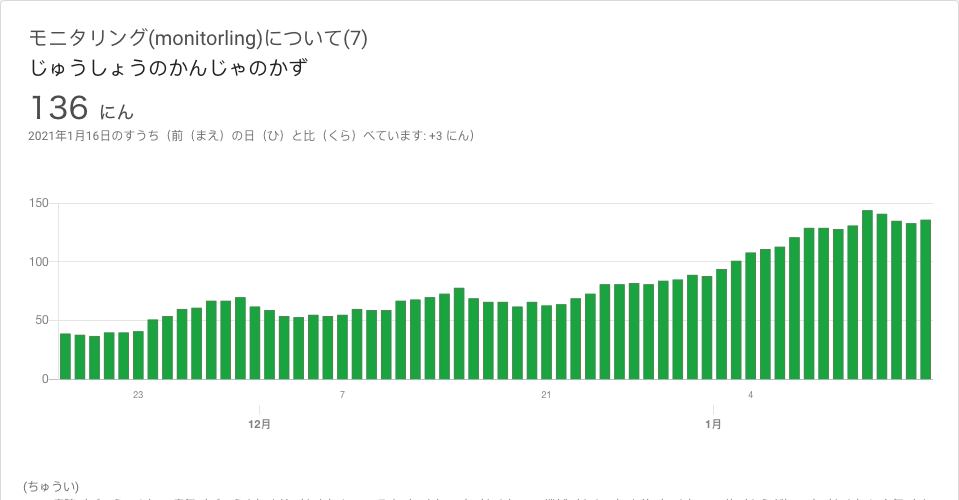 モニタリング(monitorling)について(7)
じゅうしょうのかんじゃのかず
136 にん
2021年1月16日のすうち（前（まえ）の日（ひ）と比（くら）べています: +3 にん）
150
100
50
0
23
7
21
4
12月
1月
(ちゅうい)